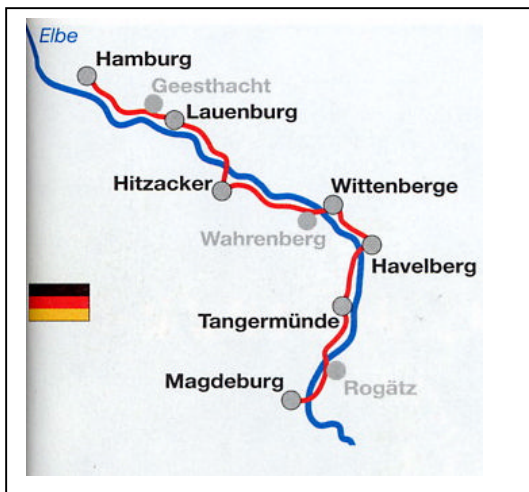 Elbe
Hamburg
Geesthacht
Lauenburg
Hitzacker
Wittenberge
Wahrenberg
Havelberg
Tangermünde
Magdeburg
Rogätz